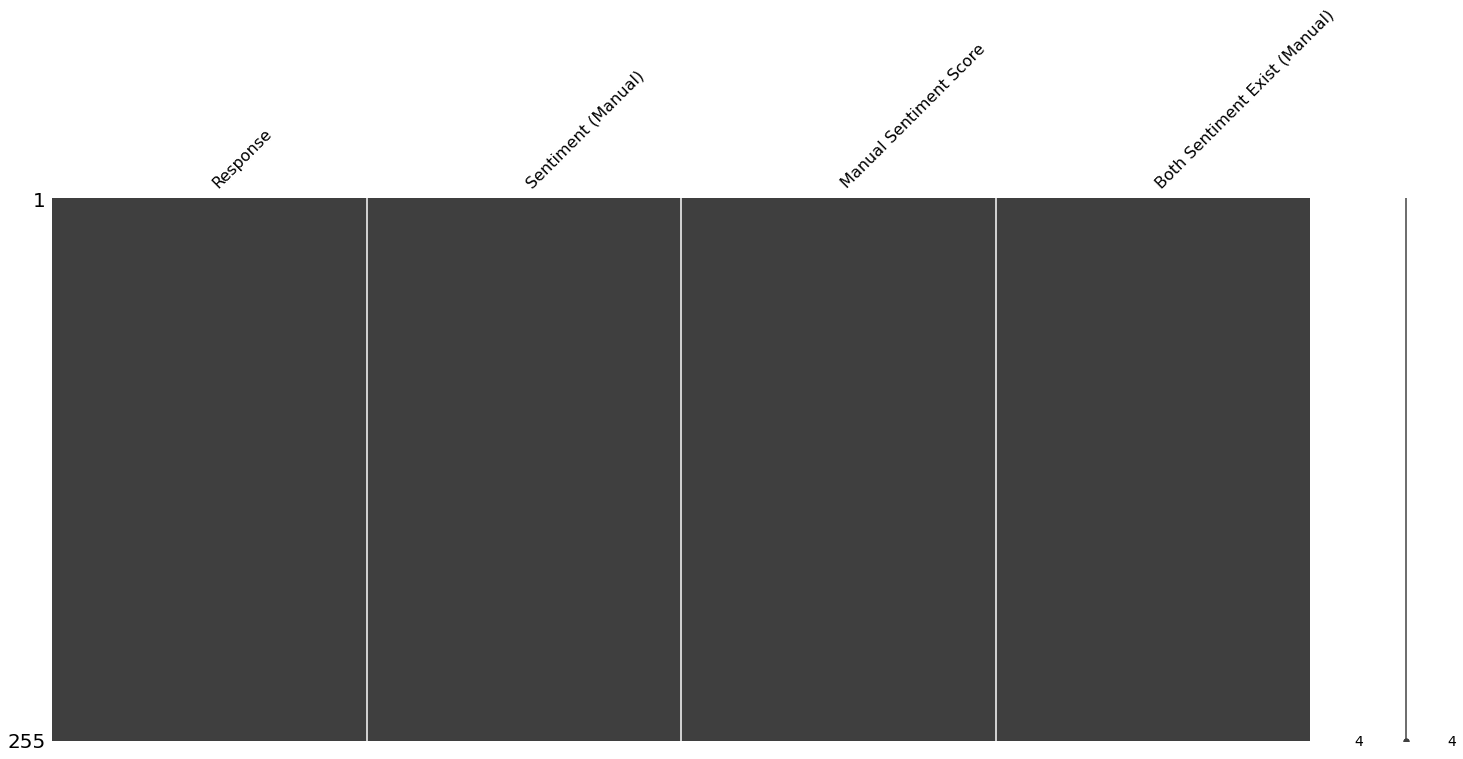 Response
Sentiment (Manual)
Manual Sentiment Score
Both Sentiment Exist (Manual)
1
255
4
4